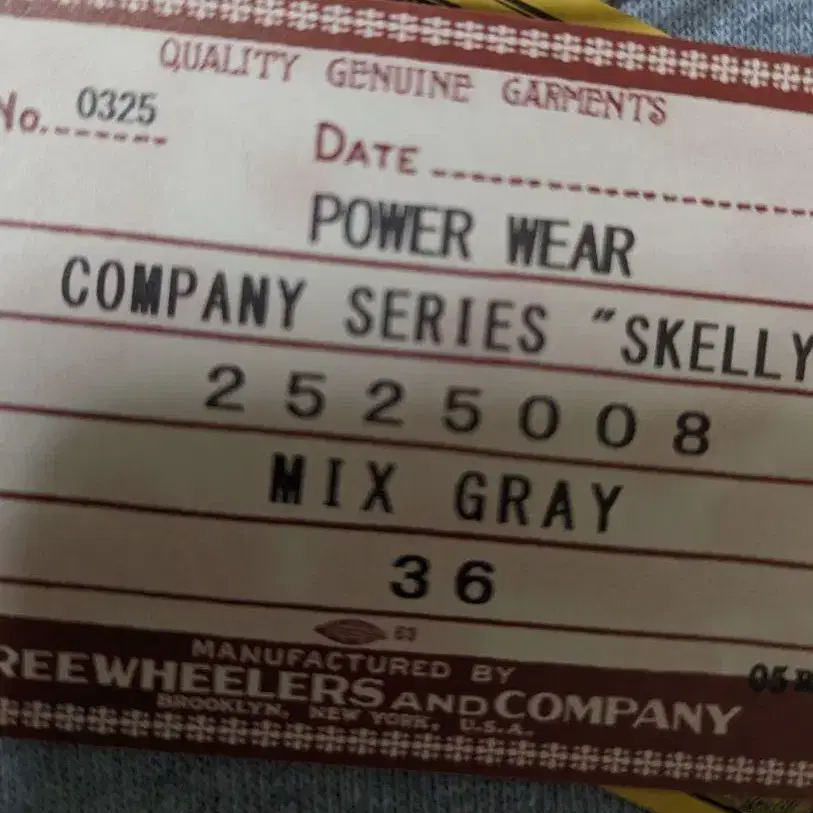 QUALITY GENUINE GARMENTS
No. 0325
DATE
POWER WEAR
COMPANY SERIES "SKELLY
2525008
MIX GRAY
36
MANUFACTURED BY
REEWHEELERS AND COMPANY
BROOKLYN, NEW YORK, U.S.A.